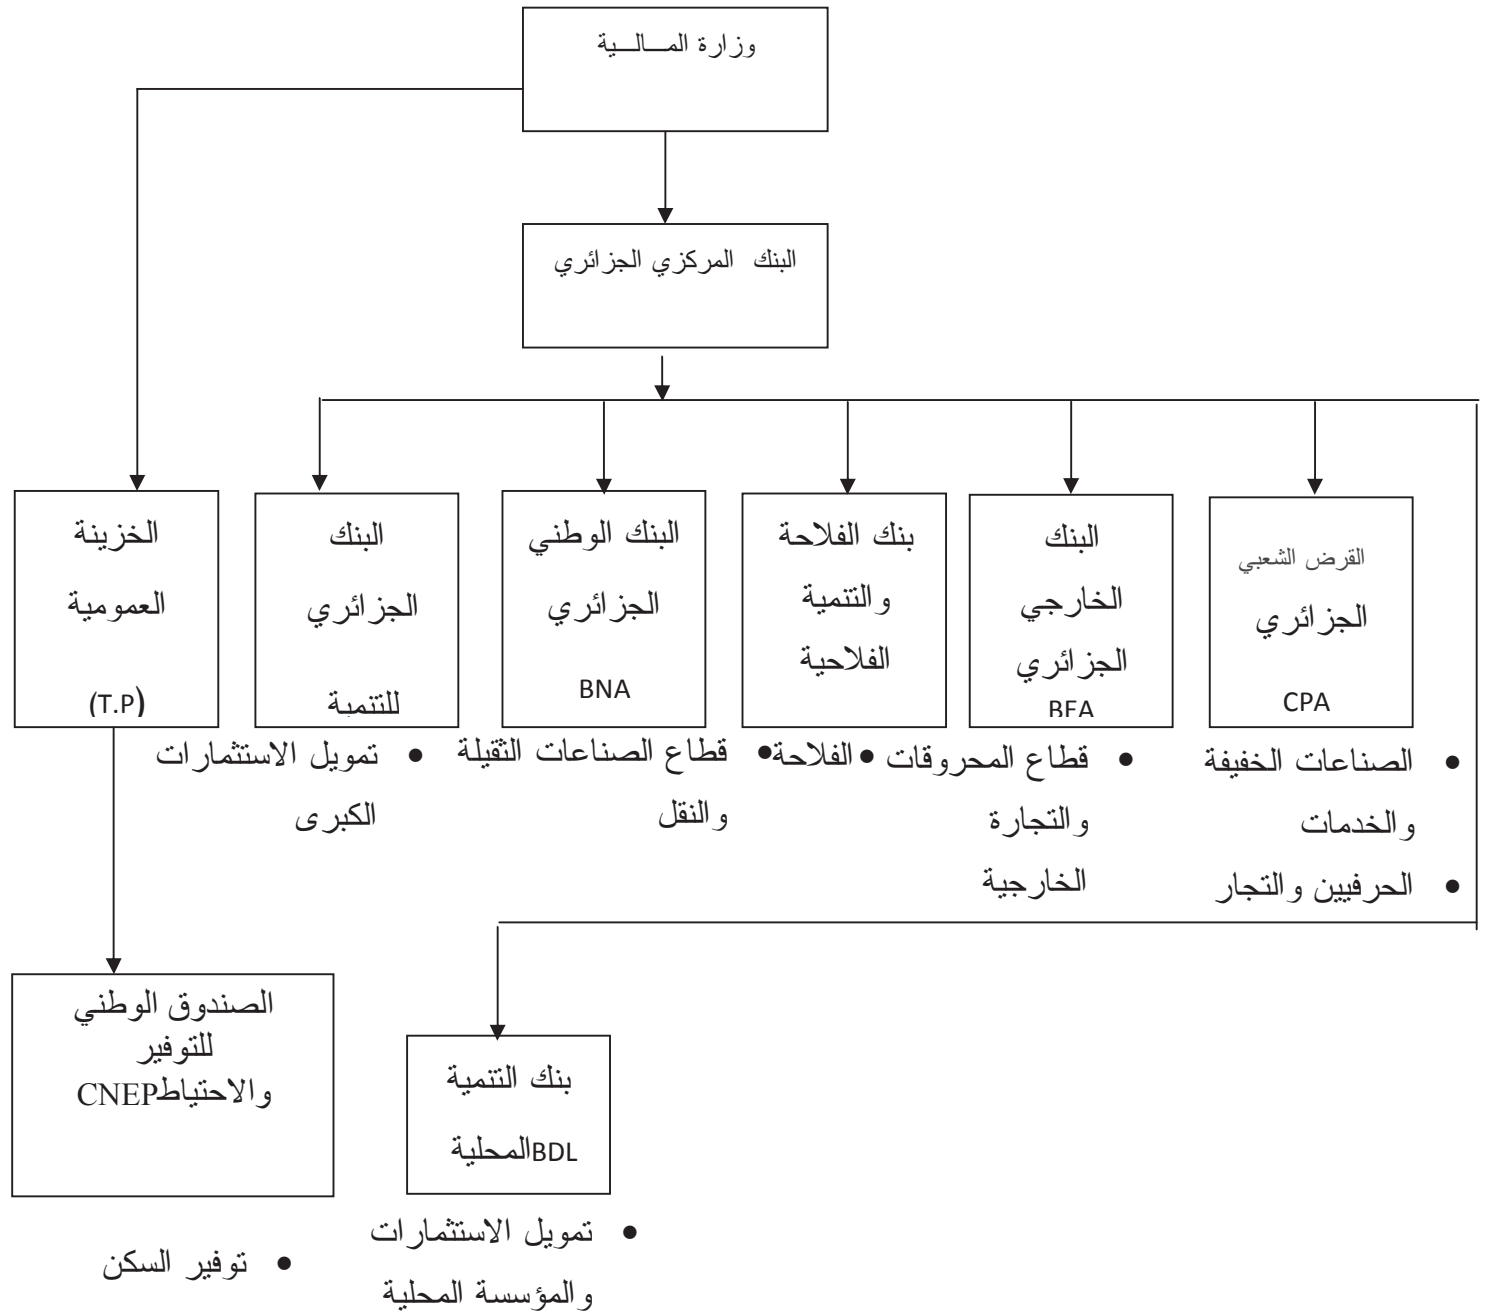 وزارة المـــالـــية
البنك المركزي الجزائري
القرض الشعبي
الجزائري
CPA
البنك
الخارجي
الجزائري
BEA
بنك الفلاحة
والتنمية
الفلاحية
البنك الوطني
الجزائري
BNA
البنك
الجزائري
للتنمية
الخزينة
العمومية
(T.P)
• الصناعات الخفيفة
والخدمات
• الحرفيين والتجار
• قطاع المحروقات
والتجارة
الخارجية
• الفلاحة
• قطاع الصناعات الثقيلة
والنقل
• تمويل الاستثمارات
الكبرى
بنك التنمية
المحليةBDL
• تمويل الاستثمارات
والمؤسسة المحلية
الصندوق الوطني
للتوفير
والاحتياطCNEP
• توفير السكن